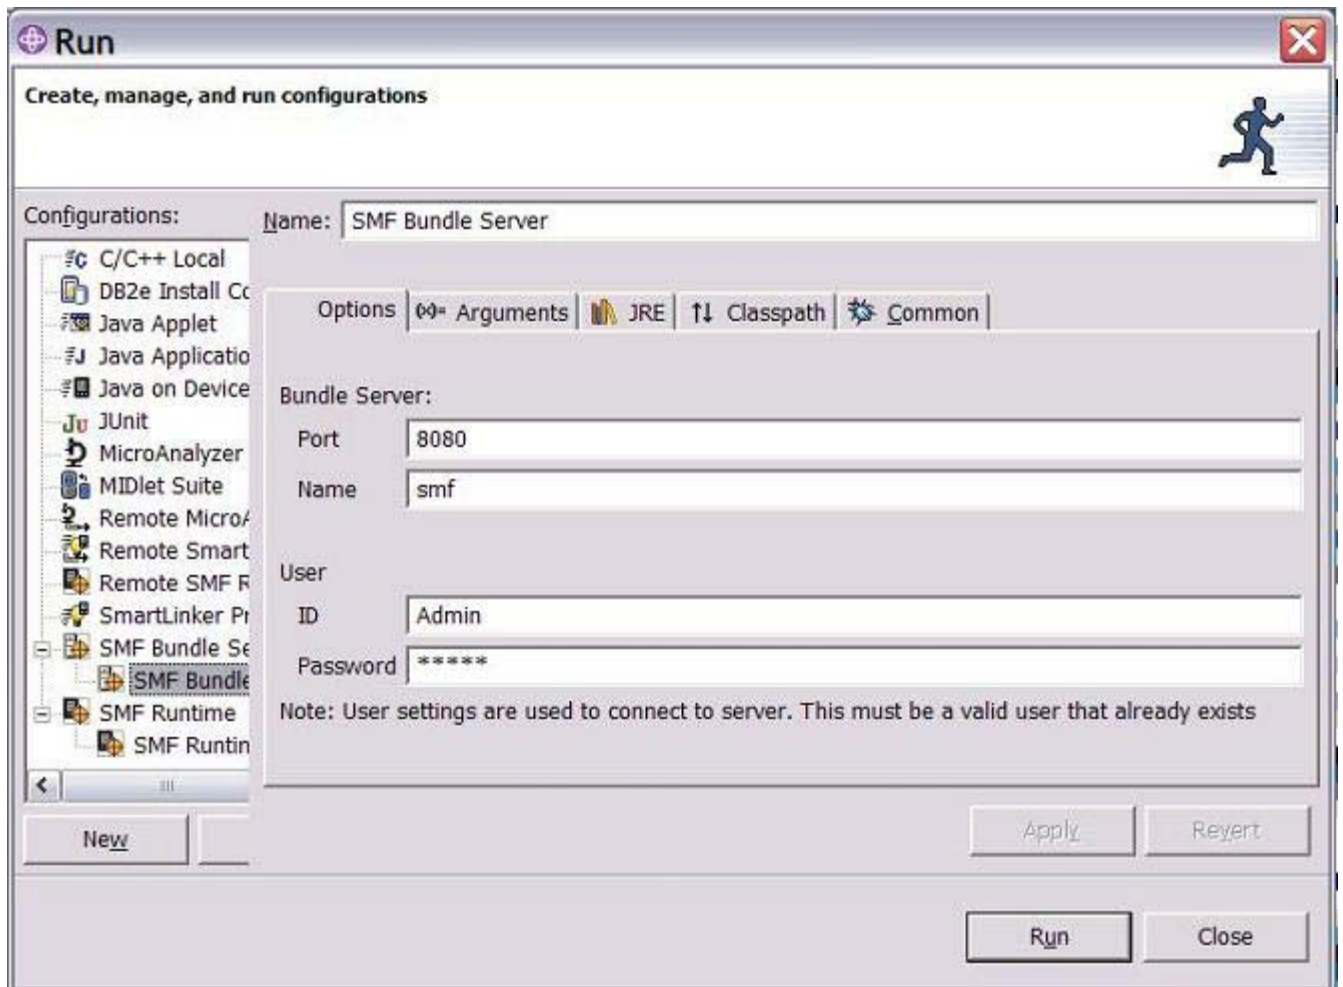 Run
Create, manage, and run configurations
Configurations:
C/C++ Local
DB2e Install Co
Java Applet
Java Applicatio
Java on Device
JUnit
MicroAnalyzer
MIDlet Suite
Remote Micro
Remote Smart
Remote SMF R
SmartLinker Pr
SMF Bundle Se
SMF Bundle
SMF Runtime
SMF Runtin
New
Name: SMF Bundle Server
Options (x)= Arguments JRE Classpath Common
Bundle Server:
Port 8080
Name smf
User
ID Admin
Password *****
Note: User settings are used to connect to server. This must be a valid user that already exists
Apply Revert
Run Close